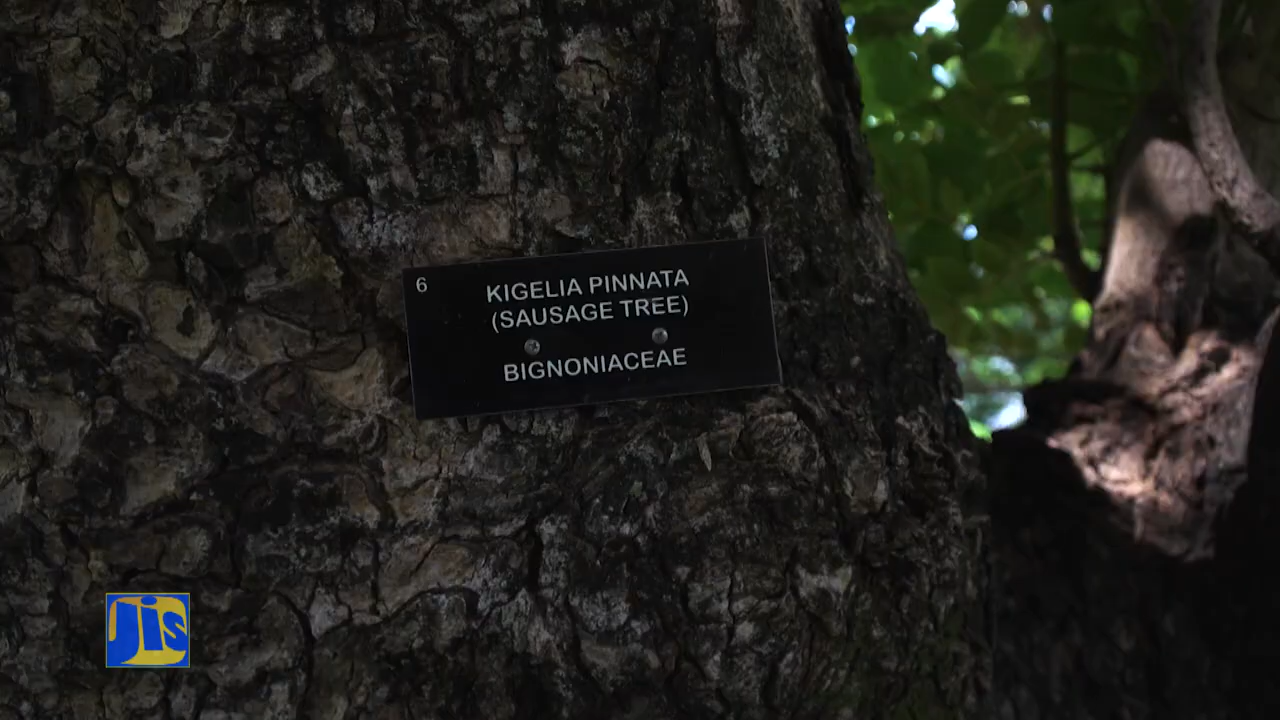 6
KIGELIA PINNATA
(SAUSAGE TREE)
BIGNONIACEAE
Jis